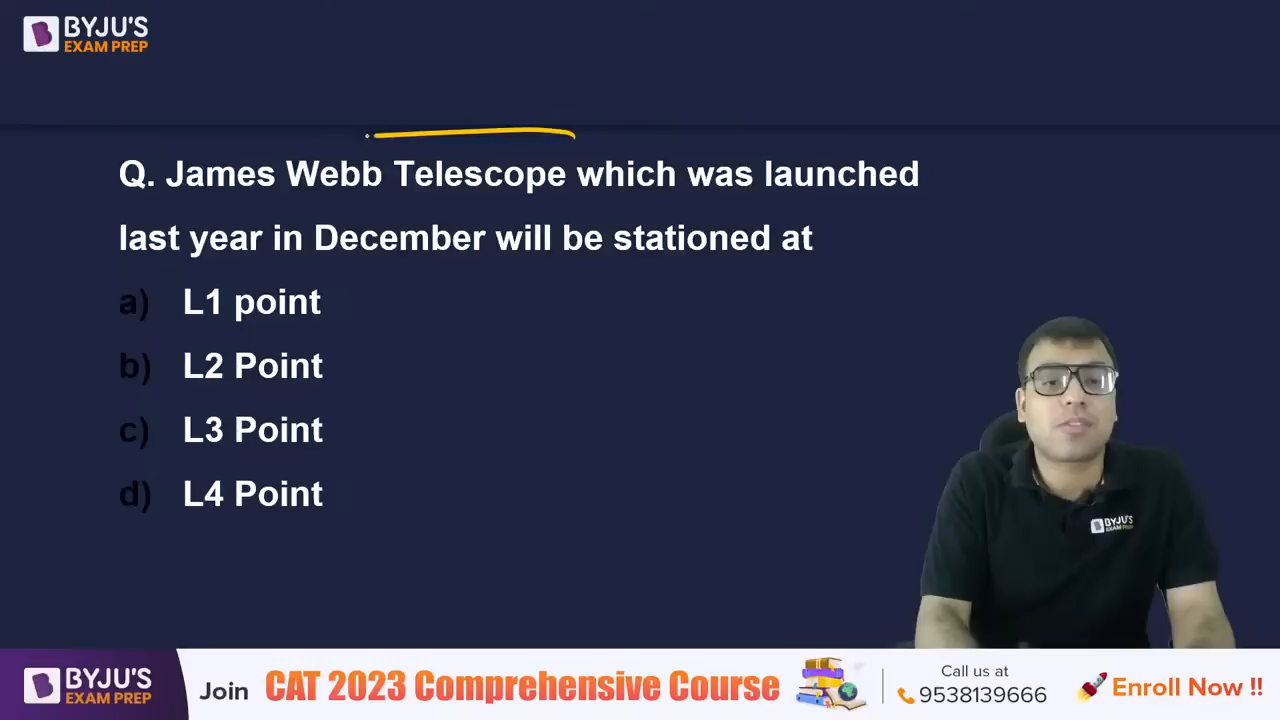 BYJU'S
EXAM PREP
Q. James Webb Telescope which was launched
last year in December will be stationed at
a) L1 point
b) L2 Point
c) L3 Point
d) L4 Point
BYJU'S
EXAM PREP
BYJU'S
EXAM PREP
Join CAT 2023 Comprehensive Course
Call us at
9538139666
Enroll Now !!